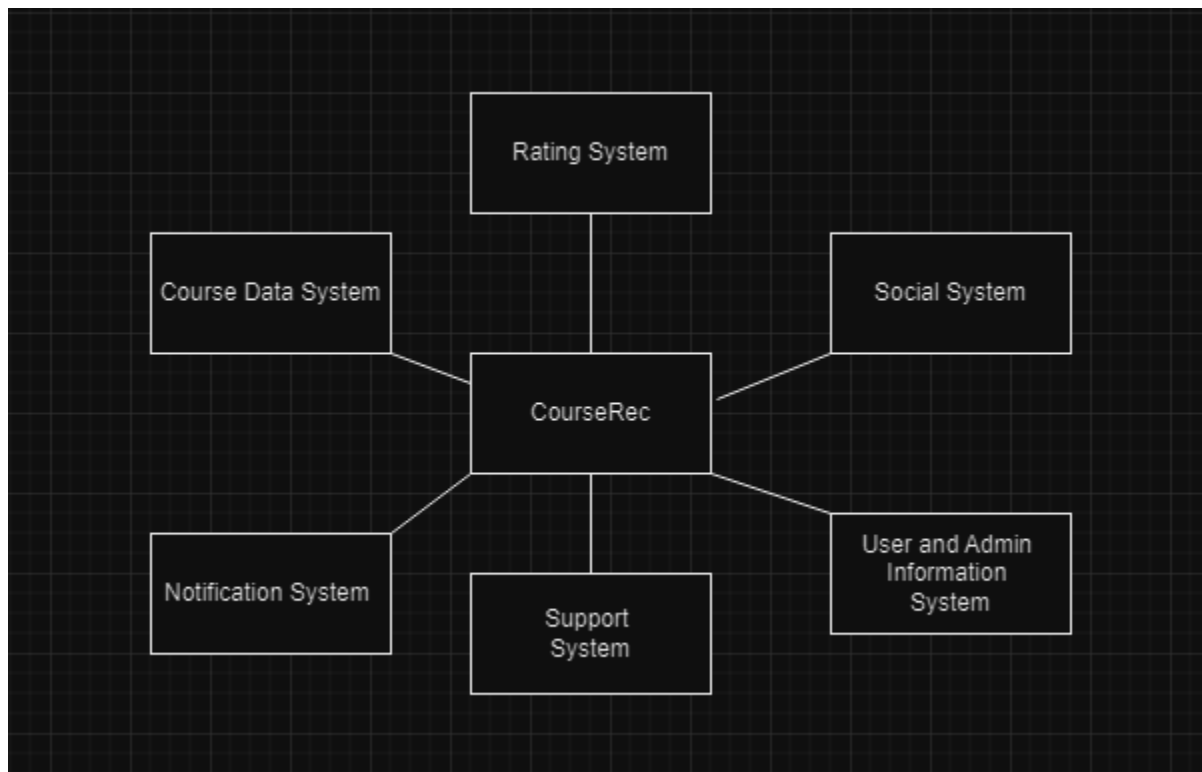 Rating System
Course Data System
Social System
CourseRec
Notification System
Support
System
User and Admin
Information
System